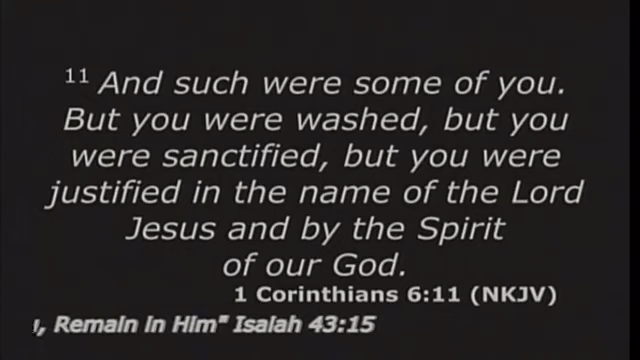 11 And such were some of you.
But you were washed, but you
were sanctified, but you were
justified in the name of the Lord
Jesus and by the Spirit
of our God.
1 Corinthians 6:11 (NKJV)
, Remain in Him" Isaiah 43:15